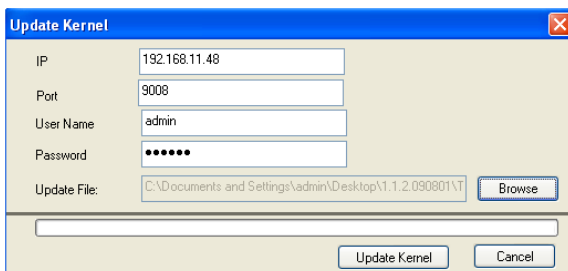 Update Kernel
IP 192.168.11.48
Port 9008
User Name admin
Password ●●●●●●
Update File: C:\Documents and Settings\admin\Desktop\1.1.2.090801\T Browse
Update Kernel Cancel